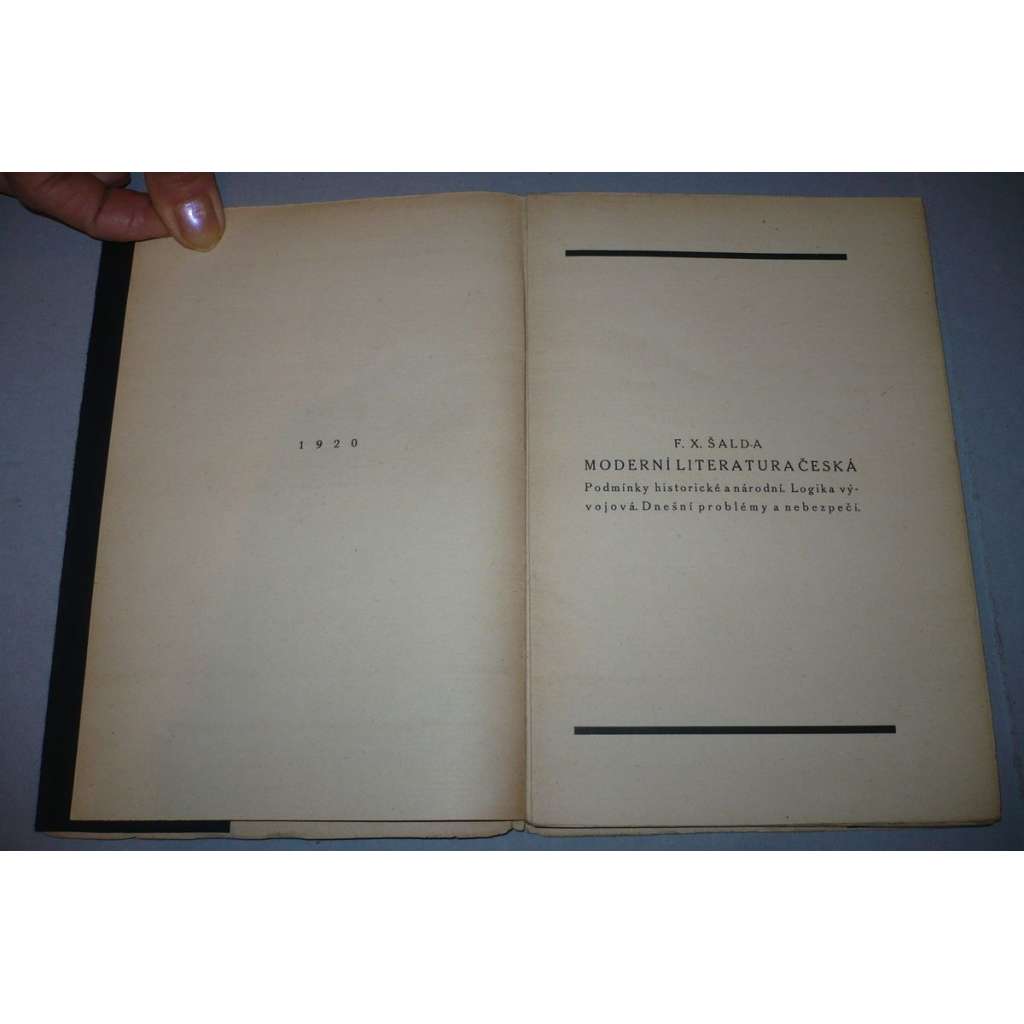 1920
F. X. ŠALDA
MODERNÍ LITERATURA ČESKÁ
Podmínky historické a národní. Logika vý-
vojová. Dnešní problémy a nebezpečí.